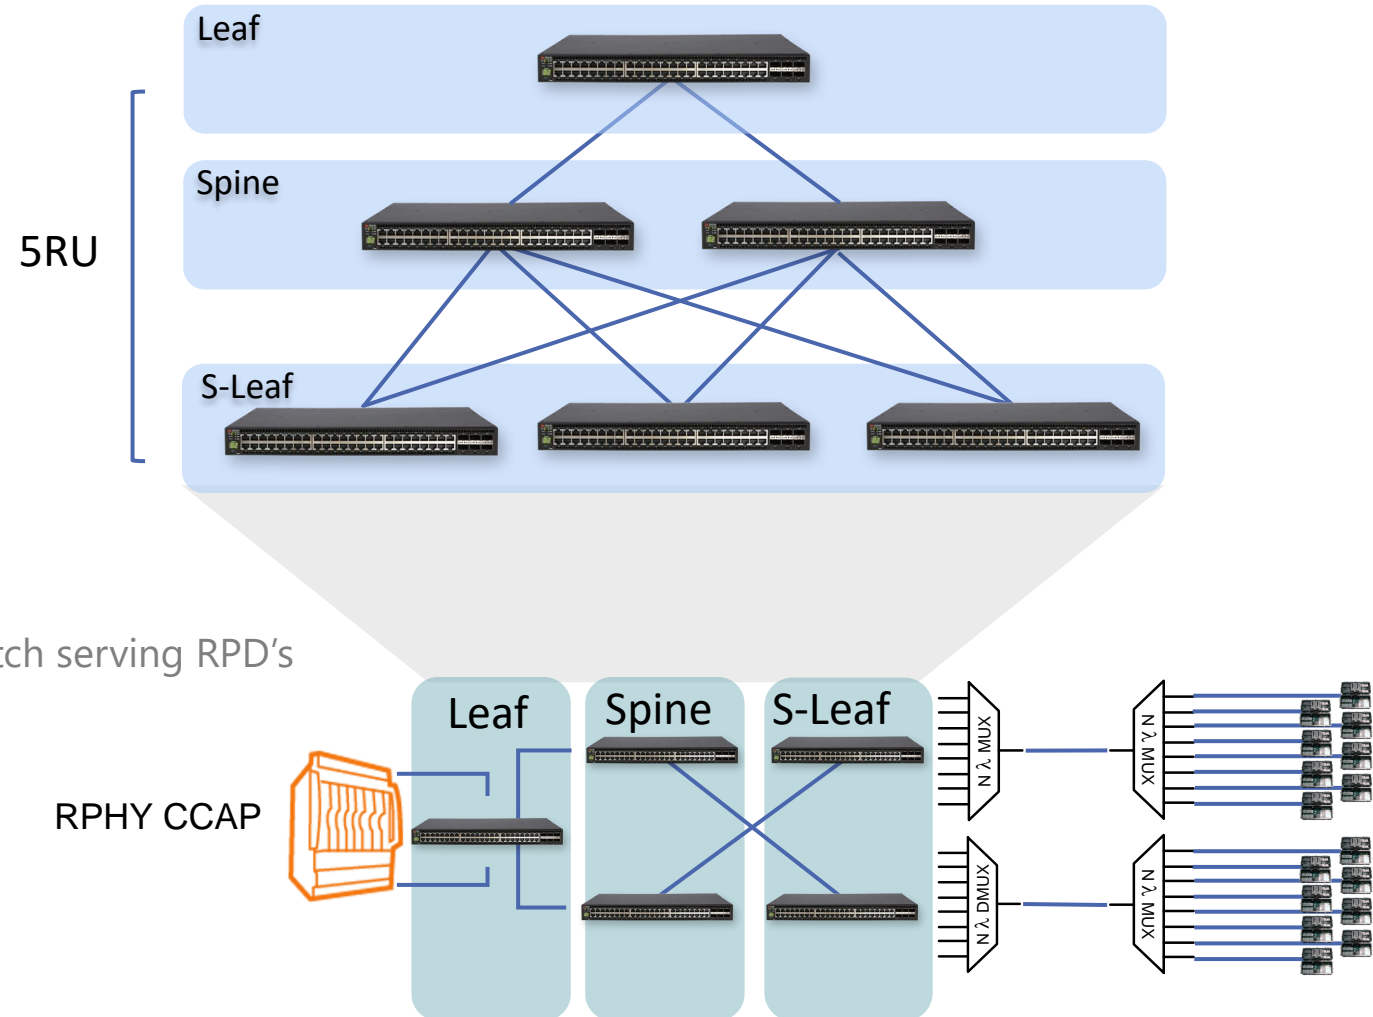 Leaf
Spine
5RU
S-Leaf
tch serving RPD's
Leaf
Spine
S-Leaf
RPHY CCAP
N λ MUX
N λ MUX
N λ DMUX
N λ MUX